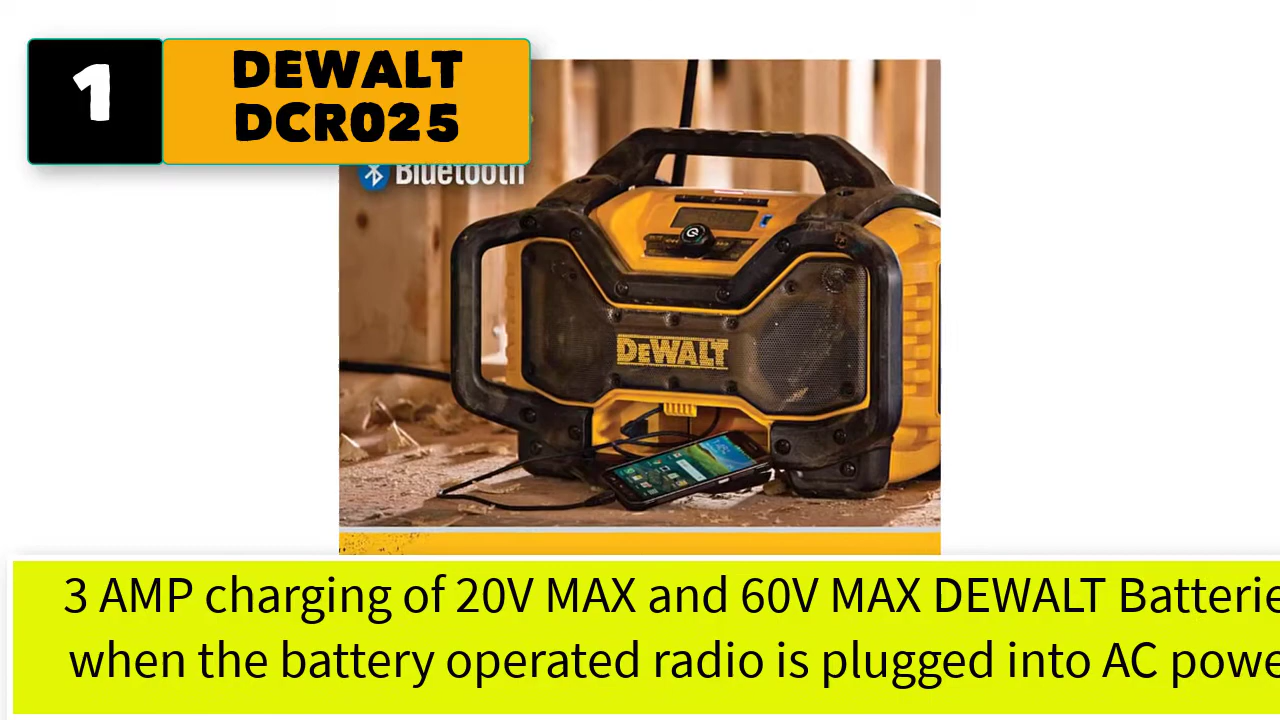 1
DEWALT
DCR025
Bluetooth
DEWALT
3 AMP charging of 20V MAX and 60V MAX DEWALT Batterie
when the battery operated radio is plugged into AC powe